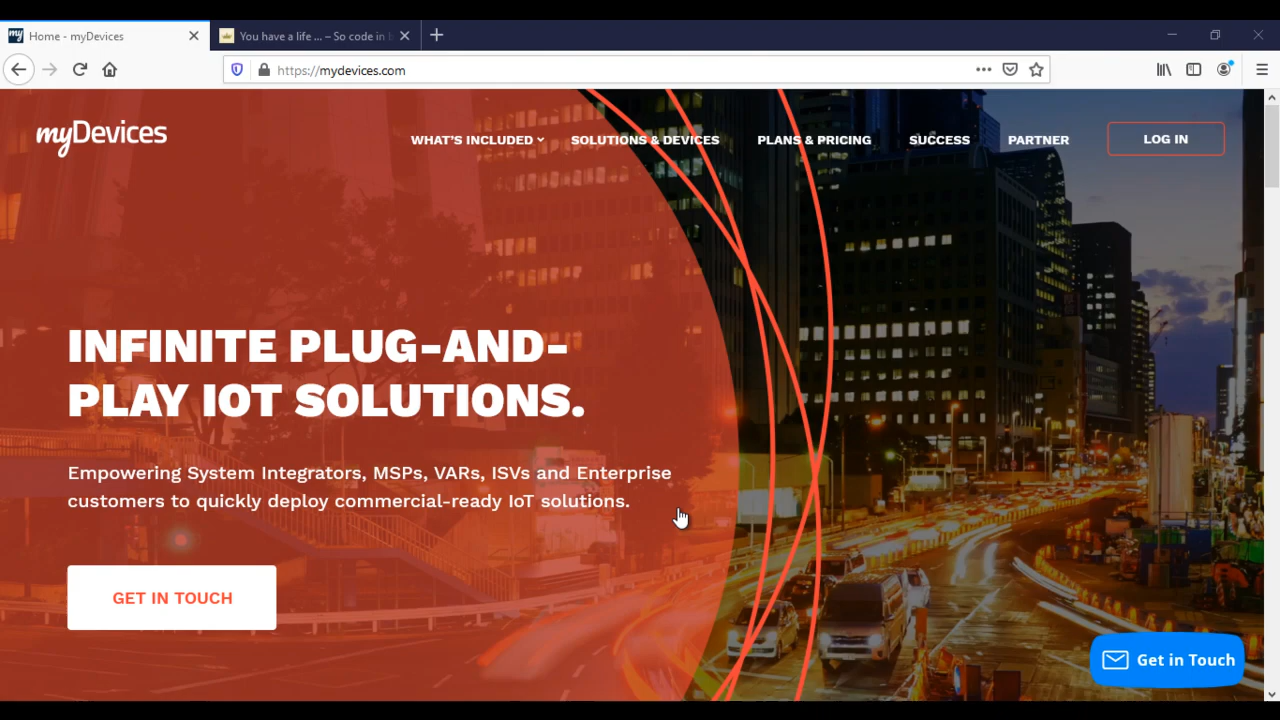 my Home - myDevices
You have a life ... – So code in b
https://mydevices.com
myDevices
WHAT'S INCLUDED
SOLUTIONS & DEVICES
PLANS & PRICING
SUCCESS
PARTNER
LOG IN
INFINITE PLUG-AND-
PLAY IOT SOLUTIONS.
Empowering System Integrators, MSPs, VARs, ISVs and Enterprise
customers to quickly deploy commercial-ready IoT solutions.
GET IN TOUCH
Get in Touch